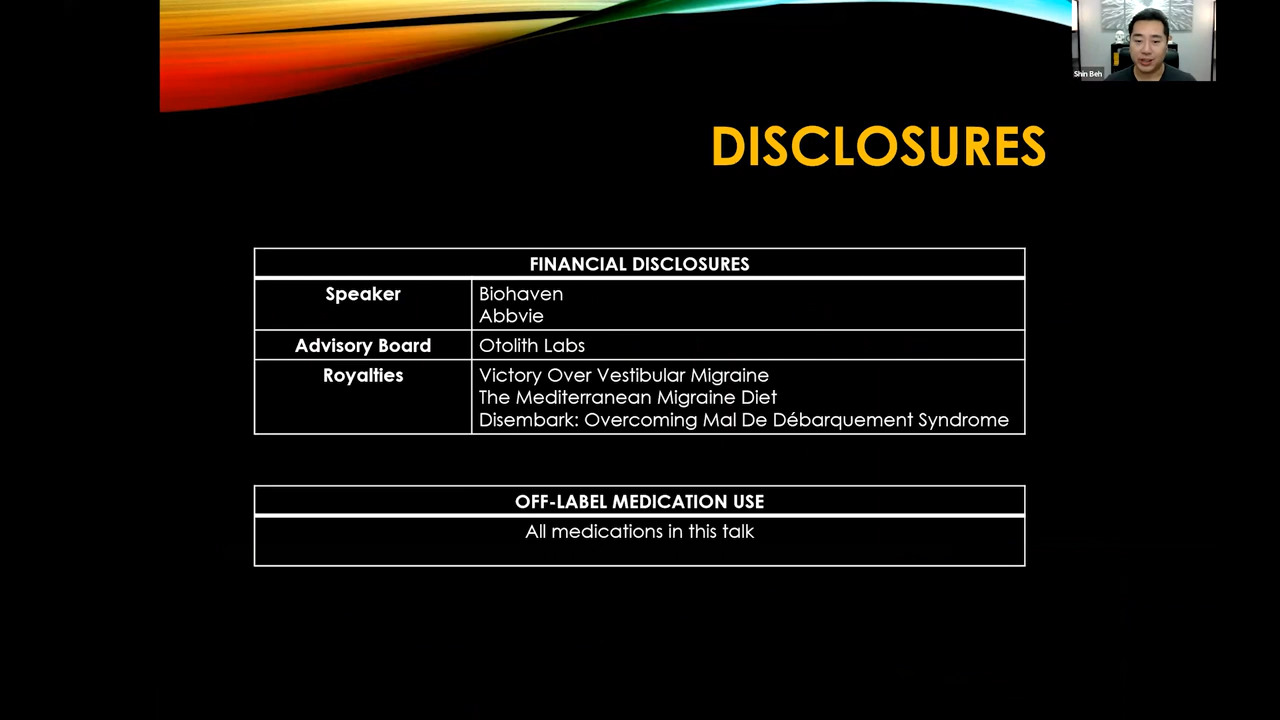 Shin Beh
DISCLOSURES
FINANCIAL DISCLOSURES
Speaker
Biohaven
Abbvie
Advisory Board
Otolith Labs
Royalties
Victory Over Vestibular Migraine
The Mediterranean Migraine Diet
Disembark: Overcoming Mal De Débarquement Syndrome
OFF-LABEL MEDICATION USE
All medications in this talk